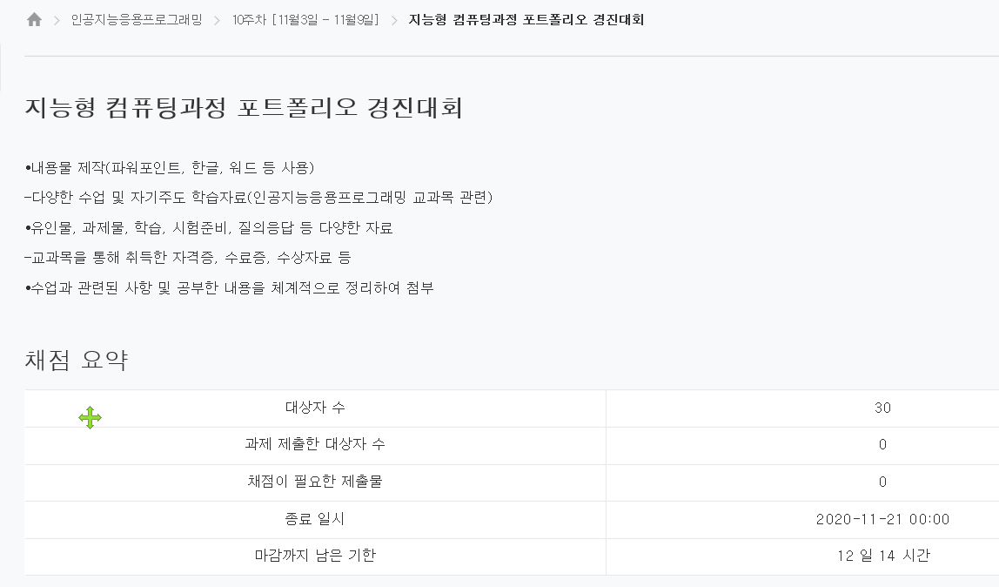 인공지능응용프로그래밍 > 10주차 [11월3일 - 11월9일] > 지능형 컴퓨팅과정 포트폴리오 경진대회
지능형 컴퓨팅과정 포트폴리오 경진대회
•내용물 제작(파워포인트, 한글, 워드 등 사용)
-다양한 수업 및 자기주도 학습자료(인공지능응용프로그래밍 교과목 관련)
•유인물, 과제물, 학습, 시험준비, 질의응답 등 다양한 자료
-교과목을 통해 취득한 자격증, 수료증, 수상자료 등
•수업과 관련된 사항 및 공부한 내용을 체계적으로 정리하여 첨부
채점 요약
대상자 수 30
과제 제출한 대상자 수 0
채점이 필요한 제출물 0
종료 일시 2020-11-21 00:00
마감까지 남은 기한 12 일 14 시간